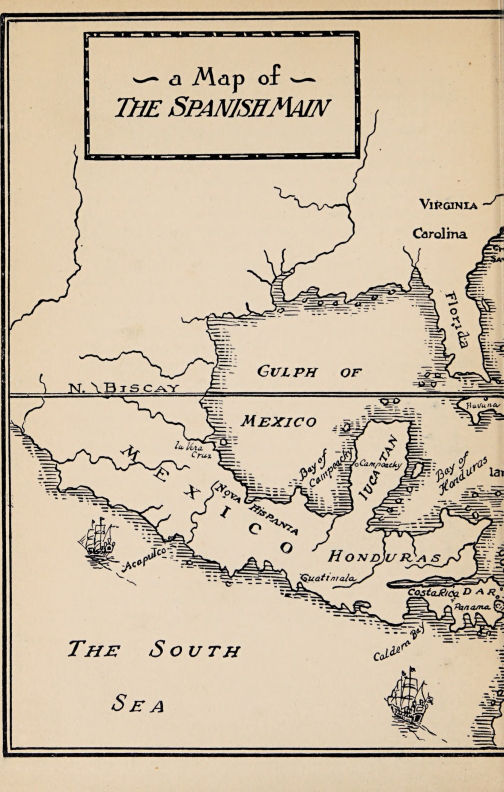 a Map of
THE SPANISH MAIN
VIRGINIA
Carolina
Florida
GULPH OF
MEXICO
N. BISCAY
Havana
la Vera
Cruz
MEXICO
NOVA HISPANIA
Bay of
Campeachy
Campeachy
IUCATAN
Bay of
Honduras
HONDURAS
Guatimala
Acapulco
Costa Rica
DAR
Panama
Caldera Bay
THE SOUTH
SEA